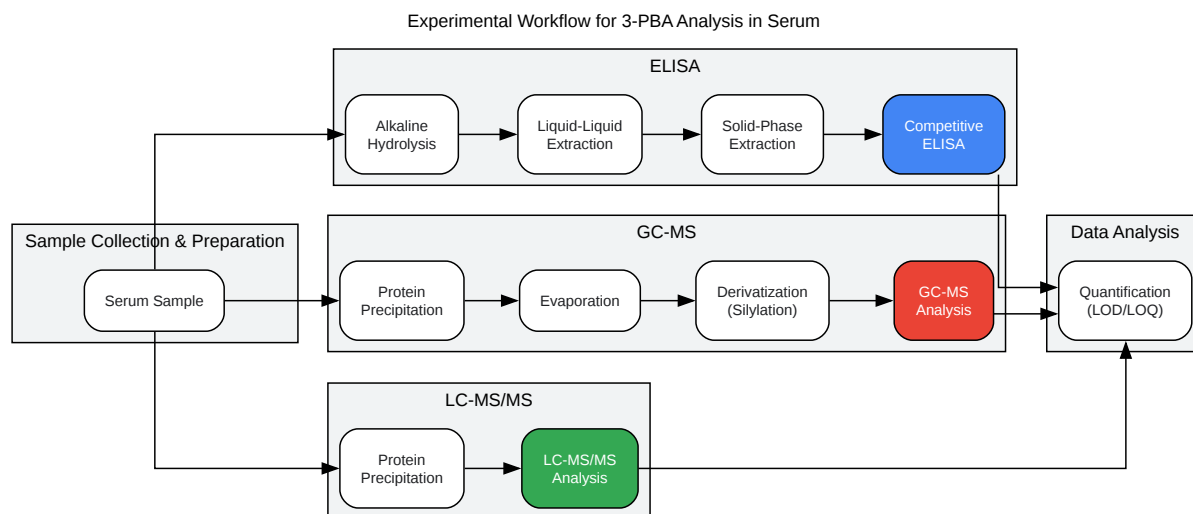 Experimental Workflow for 3-PBA Analysis in Serum
ELISA
Alkaline
Hydrolysis
Liquid-Liquid
Extraction
Solid-Phase
Extraction
Competitive
ELISA
Sample Collection & Preparation
Serum Sample
GC-MS
Protein
Precipitation
Evaporation
Derivatization
(Silylation)
GC-MS
Analysis
Data Analysis
Quantification
(LOD/LOQ)
LC-MS/MS
Protein
Precipitation
LC-MS/MS
Analysis